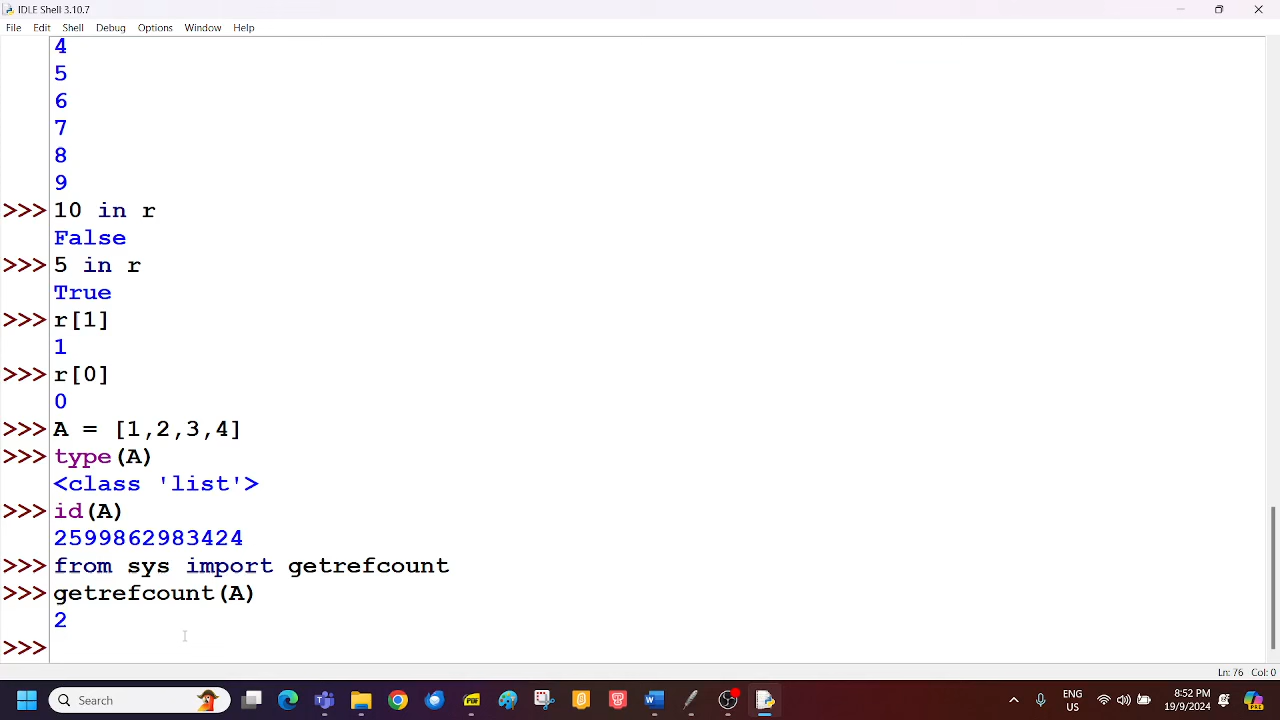 IDLE Shell 3.10.7
File Edit Shell Debug Options Window Help
4
5
6
7
8
9
>>> 10 in r
False
>>> 5 in r
True
>>> r[1]
1
>>> r[0]
0
>>> A = [1,2,3,4]
>>> type(A)
<class 'list'>
>>> id(A)
2599862983424
>>> from sys import getrefcount
>>> getrefcount(A)
2
>>>
Ln: 76 Col: 0
Search
ENG
US
8:52 PM
19/9/2024